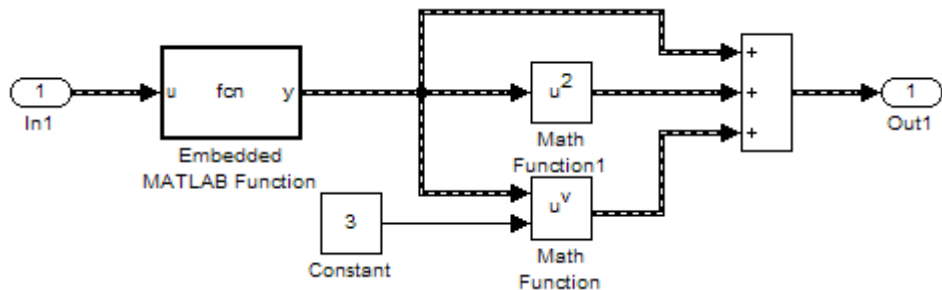 1
In1
u fcn y
Embedded
MATLAB Function
u²
Math
Function1
3
Constant
uᵛ
Math
Function
+
+
+
1
Out1